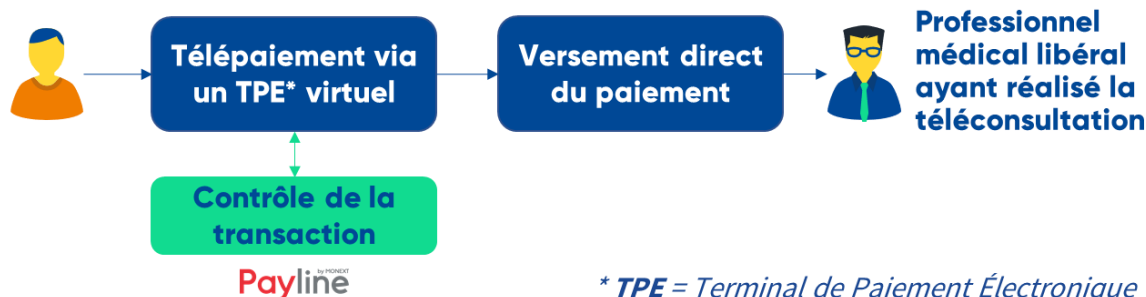 Télépaiement via
un TPE* virtuel
Versement direct
du paiement
Professionnel
médical libéral
ayant réalisé la
téléconsultation
Contrôle de la
transaction
Payline
by MONEXT
* TPE = Terminal de Paiement Électronique